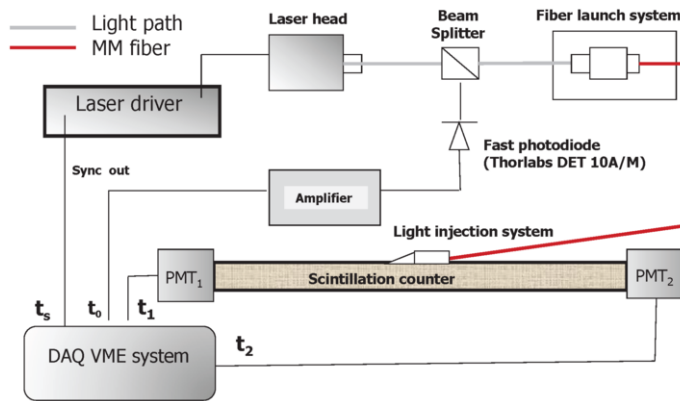 Light path
MM fiber
Laser head
Beam
Splitter
Fiber launch system
Laser driver
Sync out
Fast photodiode
(Thorlabs DET 10A/M)
Amplifier
Light injection system
PMT₁
Scintillation counter
PMT₂
tₛ
t₀
t₁
t₂
DAQ VME system